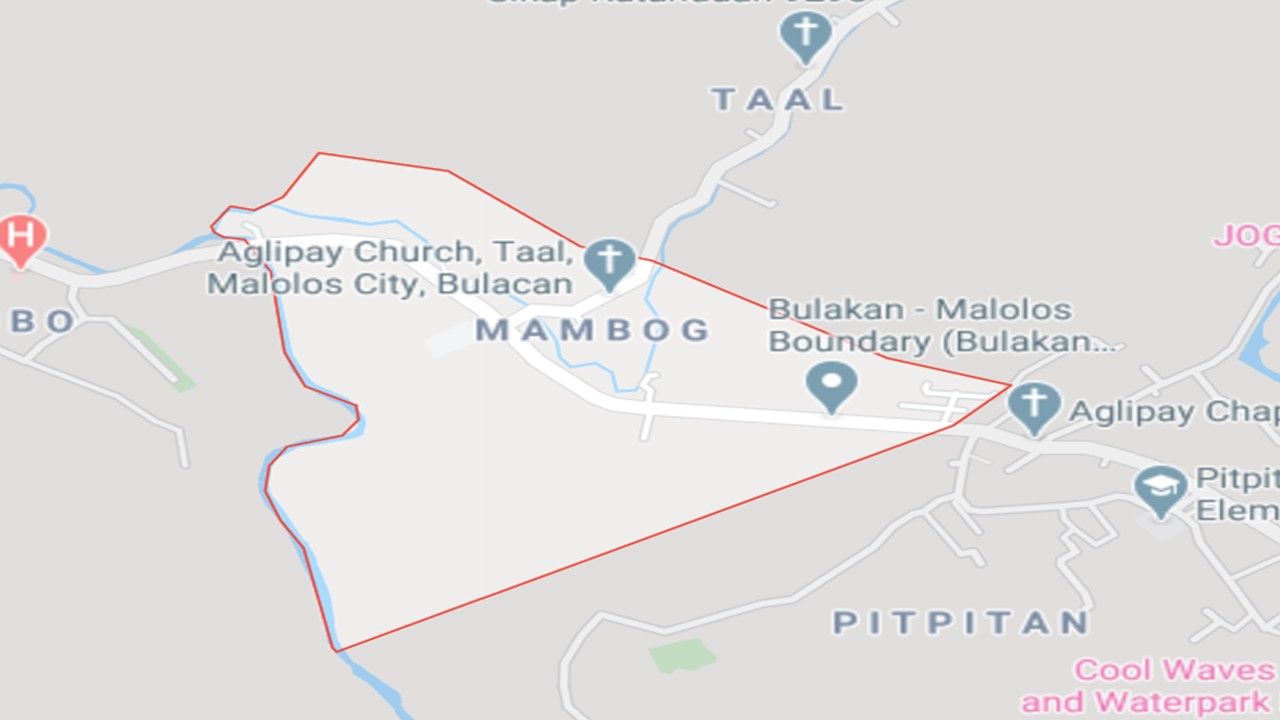 TAAL
JOG
Aglipay Church, Taal,
Malolos City, Bulacan
H
BO
MAMBOG
Bulakan - Malolos
Boundary (Bulakan...
Aglipay Chap
Pitpit
Elem
PITPITAN
Cool Waves
and Waterpark